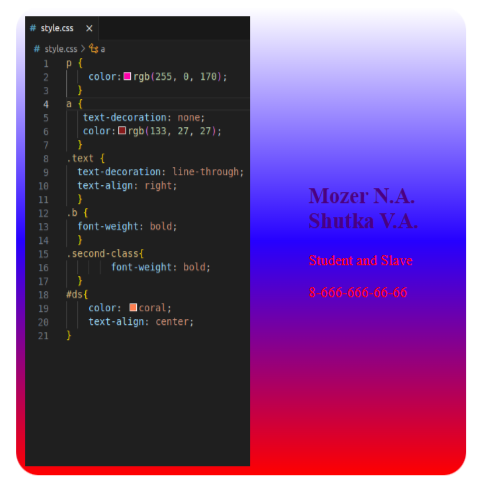 # style.css X
# style.css > a
1 p {
2 color: rgb(255, 0, 170);
3 }
4 a {
5 text-decoration: none;
6 color: rgb(133, 27, 27);
7 }
8 .text {
9 text-decoration: line-through;
10 text-align: right;
11 }
12 .b {
13 font-weight: bold;
14 }
15 .second-class{
16 font-weight: bold;
17 }
18 #ds{
19 color: coral;
20 text-align: center;
21 }
Mozer N.A.
Shutka V.A.
Student and Slave
8-666-666-66-66